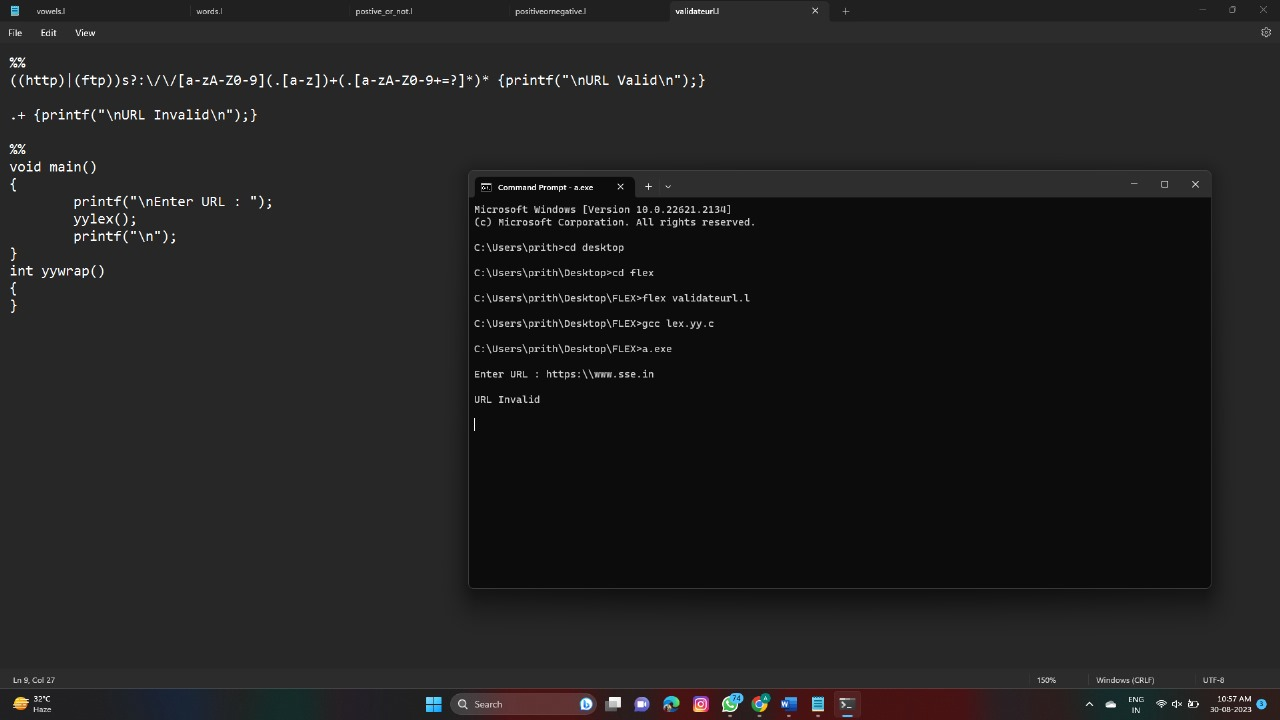 vowels.l words.l postive_or_not.l positiveornegative.l validateurl.l
File Edit View
%%
((http)|(ftp))s?:\/\/[a-zA-Z0-9](.[a-z])+(.[a-zA-Z0-9+=?]*)* {printf("\nURL Valid\n");}
.+ {printf("\nURL Invalid\n");}
%%
void main()
{
printf("\nEnter URL : ");
yylex();
printf("\n");
}
int yywrap()
{
}
Command Prompt - a.exe
Microsoft Windows [Version 10.0.22621.2134]
(c) Microsoft Corporation. All rights reserved.
C:\Users\prith>cd desktop
C:\Users\prith\Desktop>cd flex
C:\Users\prith\Desktop\FLEX>flex validateurl.l
C:\Users\prith\Desktop\FLEX>gcc lex.yy.c
C:\Users\prith\Desktop\FLEX>a.exe
Enter URL : https:\\www.sse.in
URL Invalid
Ln 9, Col 27 150% Windows (CRLF) UTF-8
32°C
Haze
Search
74
ENG
IN
10:57 AM
30-08-2023
3